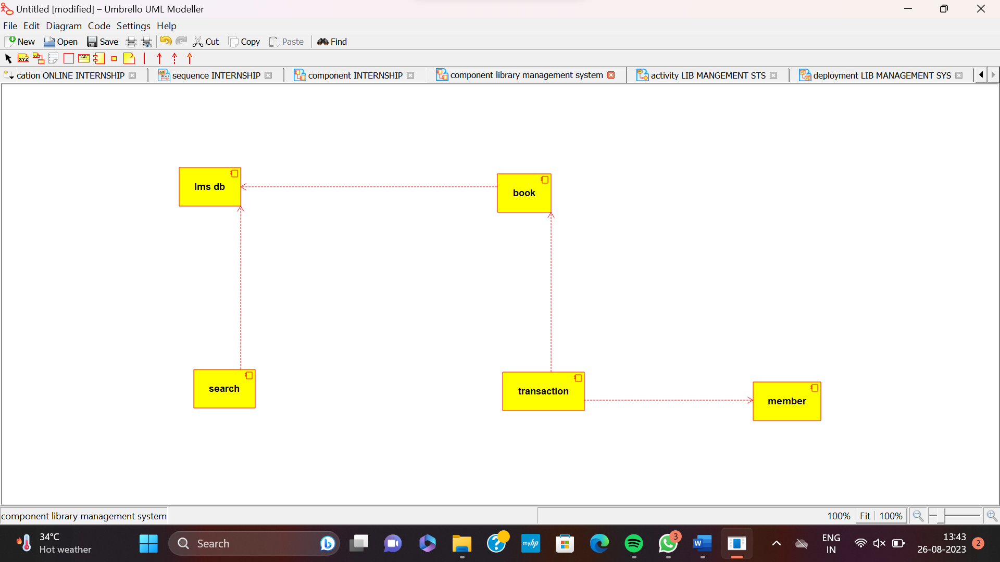 Untitled [modified] – Umbrello UML Modeller
File Edit Diagram Code Settings Help
New Open Save Cut Copy Paste Find
XYZ
cation ONLINE INTERNSHIP sequence INTERNSHIP component INTERNSHIP component library management system activity LIB MANGEMENT STS deployment LIB MANAGEMENT SYS
lms db
book
search
transaction
member
component library management system
100% Fit 100%
34°C
Hot weather
Search
myhp
3
W
ENG
IN
13:43
26-08-2023
2